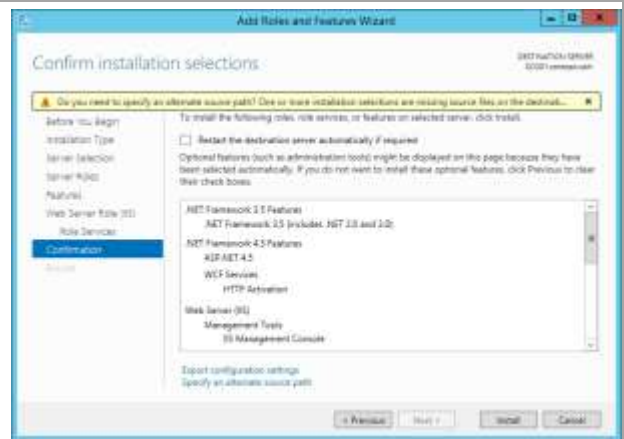 Add Roles and Features Wizard
Confirm installation selections
DESTINATION SERVER
Do you need to specify an alternate source path? One or more installation selections are missing source files on the destinati...
Before You Begin
Installation Type
Server Selection
Server Roles
Features
Web Server Role (IIS)
Role Services
Confirmation
Results
To install the following roles, role services, or features on selected server, click Install.
Restart the destination server automatically if required
Optional features (such as administration tools) might be displayed on this page because they have
been selected automatically. If you do not want to install these optional features, click Previous to clear
their check boxes.
.NET Framework 3.5 Features
.NET Framework 3.5 (includes .NET 2.0 and 3.0)
.NET Framework 4.5 Features
ASP.NET 4.5
WCF Services
HTTP Activation
Web Server (IIS)
Management Tools
IIS Management Console
Export configuration settings
Specify an alternate source path
< Previous
Next >
Install
Cancel